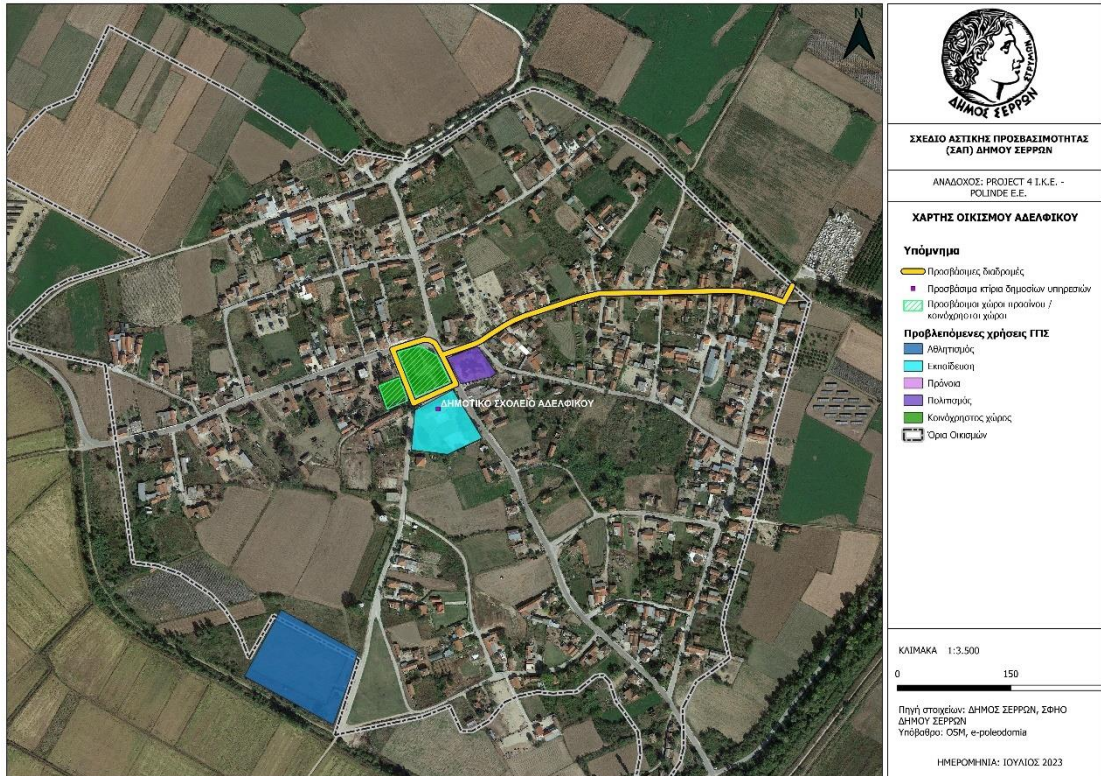 N
ΔΗΜΟΤΙΚΟ ΣΧΟΛΕΙΟ ΑΔΕΛΦΙΚΟΥ
ΣΤΡΥΜΩΝ
ΔΗΜΟΣ ΣΕΡΡΩΝ
ΣΧΕΔΙΟ ΑΣΤΙΚΗΣ ΠΡΟΣΒΑΣΙΜΟΤΗΤΑΣ
(ΣΑΠ) ΔΗΜΟΥ ΣΕΡΡΩΝ
ΑΝΑΔΟΧΟΣ: PROJECT 4 Ι.Κ.Ε. -
POLINDE Ε.Ε.
ΧΑΡΤΗΣ ΟΙΚΙΣΜΟΥ ΑΔΕΛΦΙΚΟΥ
Υπόμνημα
Προσβάσιμες διαδρομές
Προσβάσιμα κτίρια δημοσίων υπηρεσιών
Προσβάσιμοι χώροι πρασίνου /
κοινόχρηστοι χώροι
Προβλεπόμενες χρήσεις ΓΠΣ
Αθλητισμός
Εκπαίδευση
Πρόνοια
Πολιτισμός
Κοινόχρηστος χώρος
Όρια Οικισμών
ΚΛΙΜΑΚΑ 1:3.500
0 150
Πηγή στοιχείων: ΔΗΜΟΣ ΣΕΡΡΩΝ, ΣΦΗΟ
ΔΗΜΟΥ ΣΕΡΡΩΝ
Υπόβαθρο: OSM, e-poleodomia
ΗΜΕΡΟΜΗΝΙΑ: ΙΟΥΛΙΟΣ 2023